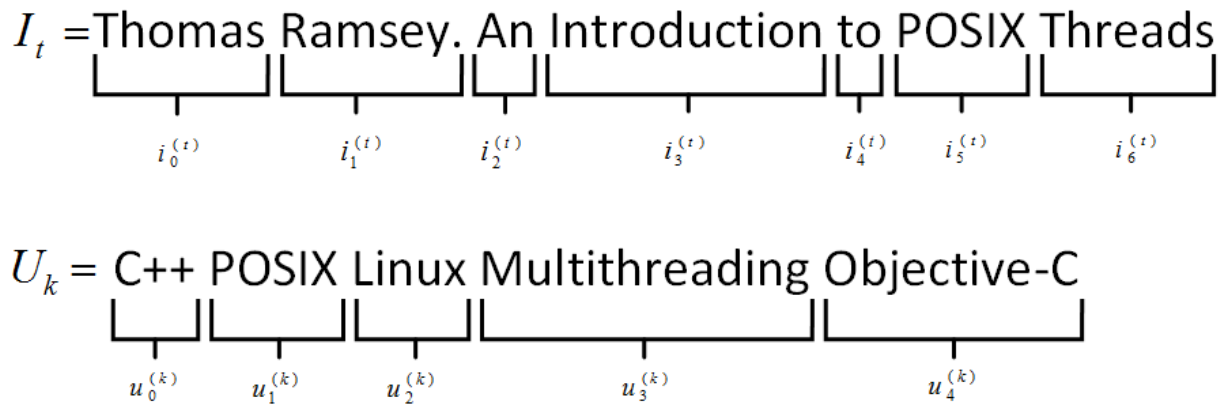 I_t = Thomas Ramsey. An Introduction to POSIX Threads
i_0^(t) i_1^(t) i_2^(t) i_3^(t) i_4^(t) i_5^(t) i_6^(t)
U_k = C++ POSIX Linux Multithreading Objective-C
u_0^(k) u_1^(k) u_2^(k) u_3^(k) u_4^(k)